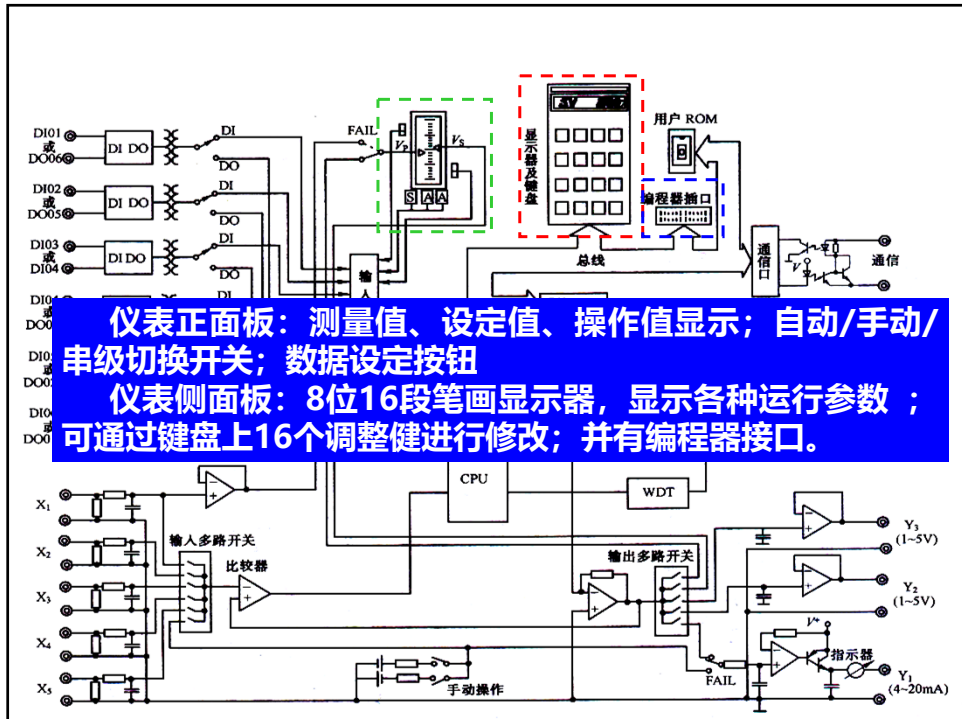 显示器及键盘
用户 ROM
FAIL
V_P
V_S
S A A
编程器插口
DI01
或
DO06
DI DO
DI
DO
DI02
或
DO05
DI DO
DI
DO
DI03
或
DI04
DI DO
DI
DO
输入
总线
通信口
V
通信
DI
仪表正面板：测量值、设定值、操作值显示；自动/手动/
串级切换开关；数据设定按钮
仪表侧面板：8位16段笔画显示器，显示各种运行参数 ；
可通过键盘上16个调整健进行修改；并有编程器接口。
CPU
WDT
X₁
X₂
X₃
X₄
X₅
输入多路开关
比较器
输出多路开关
Y₃
(1~5V)
Y₂
(1~5V)
V⁺
指示器
FAIL
Y₁
(4~20mA)
手动操作